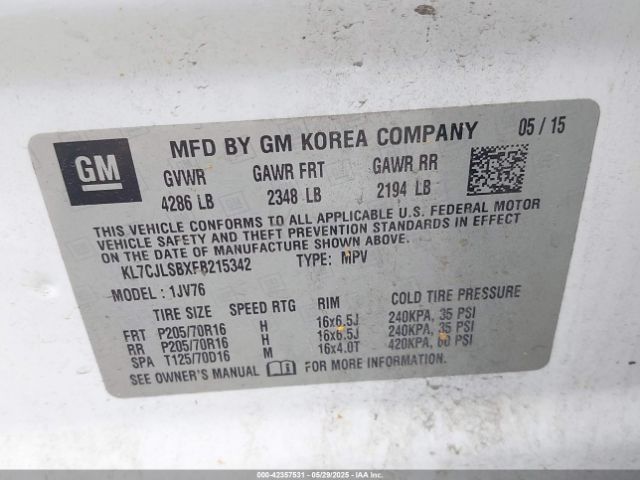 GM
MFD BY GM KOREA COMPANY 05 / 15
GVWR GAWR FRT GAWR RR
4286 LB 2348 LB 2194 LB
THIS VEHICLE CONFORMS TO ALL APPLICABLE U.S. FEDERAL MOTOR
VEHICLE SAFETY AND THEFT PREVENTION STANDARDS IN EFFECT
ON THE DATE OF MANUFACTURE SHOWN ABOVE.
KL7CJLSBXFB215342 TYPE: MPV
MODEL : 1JV76
TIRE SIZE SPEED RTG RIM COLD TIRE PRESSURE
FRT P205/70R16 H 16x6.5J 240KPA, 35 PSI
RR P205/70R16 H 16x6.5J 240KPA, 35 PSI
SPA T125/70D16 M 16x4.0T 420KPA, 60 PSI
SEE OWNER'S MANUAL FOR MORE INFORMATION.
000-42357531 - 05/29/2025 - IAAI.COM